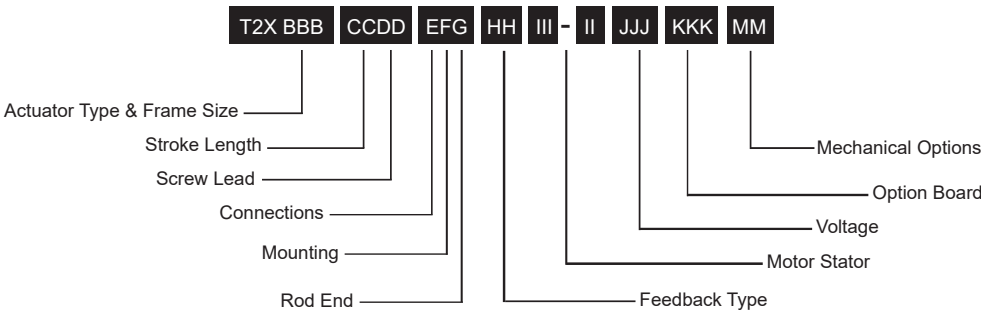 T2X BBB CCDD EFG HH III - II JJJ KKK MM
Actuator Type & Frame Size
Stroke Length
Mechanical Options
Screw Lead
Option Board
Connections
Voltage
Mounting
Motor Stator
Rod End
Feedback Type